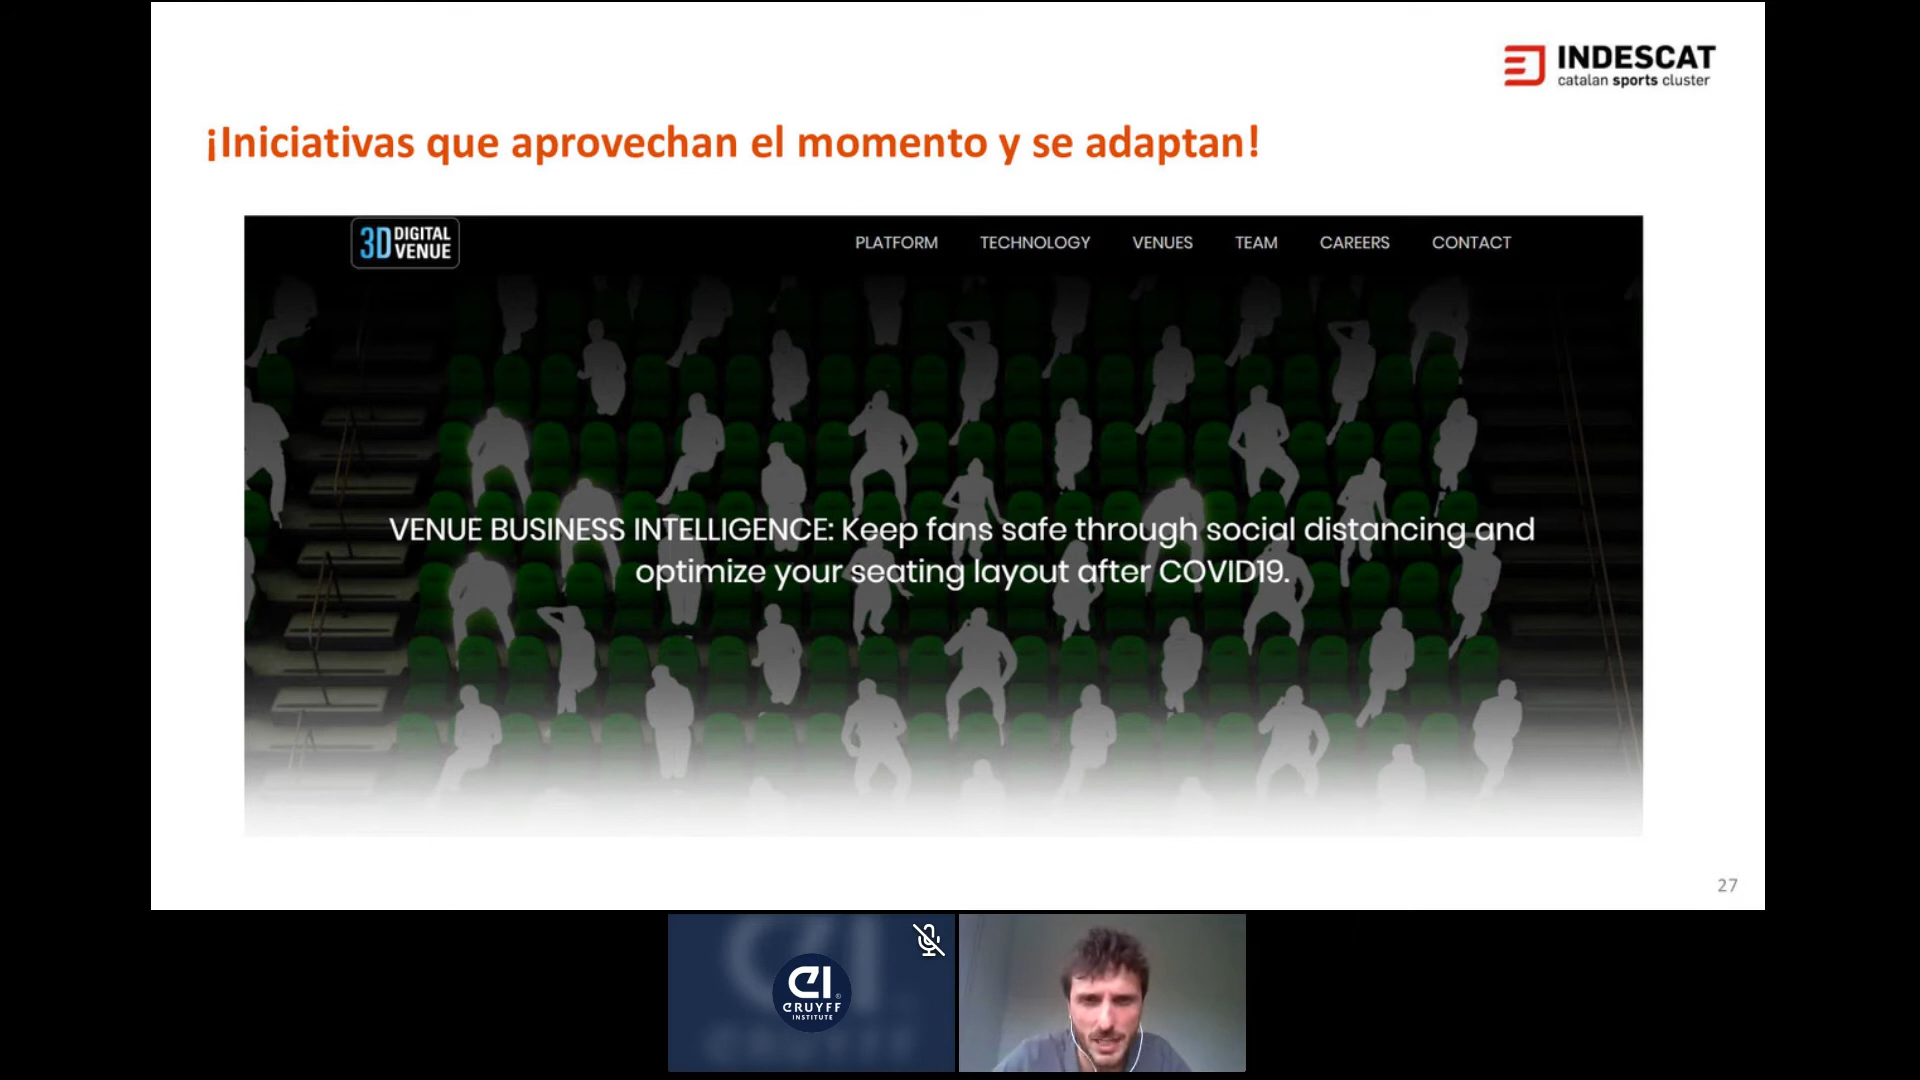 INDESCAT
catalan sports cluster
¡Iniciativas que aprovechan el momento y se adaptan!
3D DIGITAL VENUE
PLATFORM TECHNOLOGY VENUES TEAM CAREERS CONTACT
VENUE BUSINESS INTELLIGENCE: Keep fans safe through social distancing and
optimize your seating layout after COVID19.
27
CI
CRUYFF
INSTITUTE